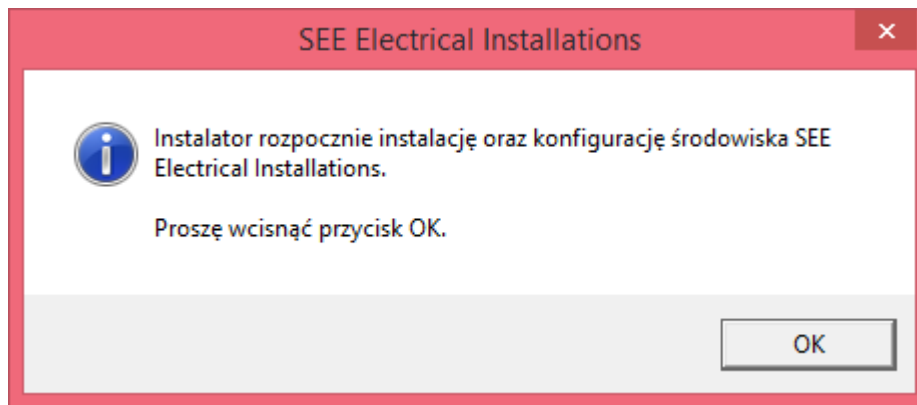 SEE Electrical Installations
Instalator rozpocznie instalację oraz konfigurację środowiska SEE
Electrical Installations.
Proszę wcisnąć przycisk OK.
OK